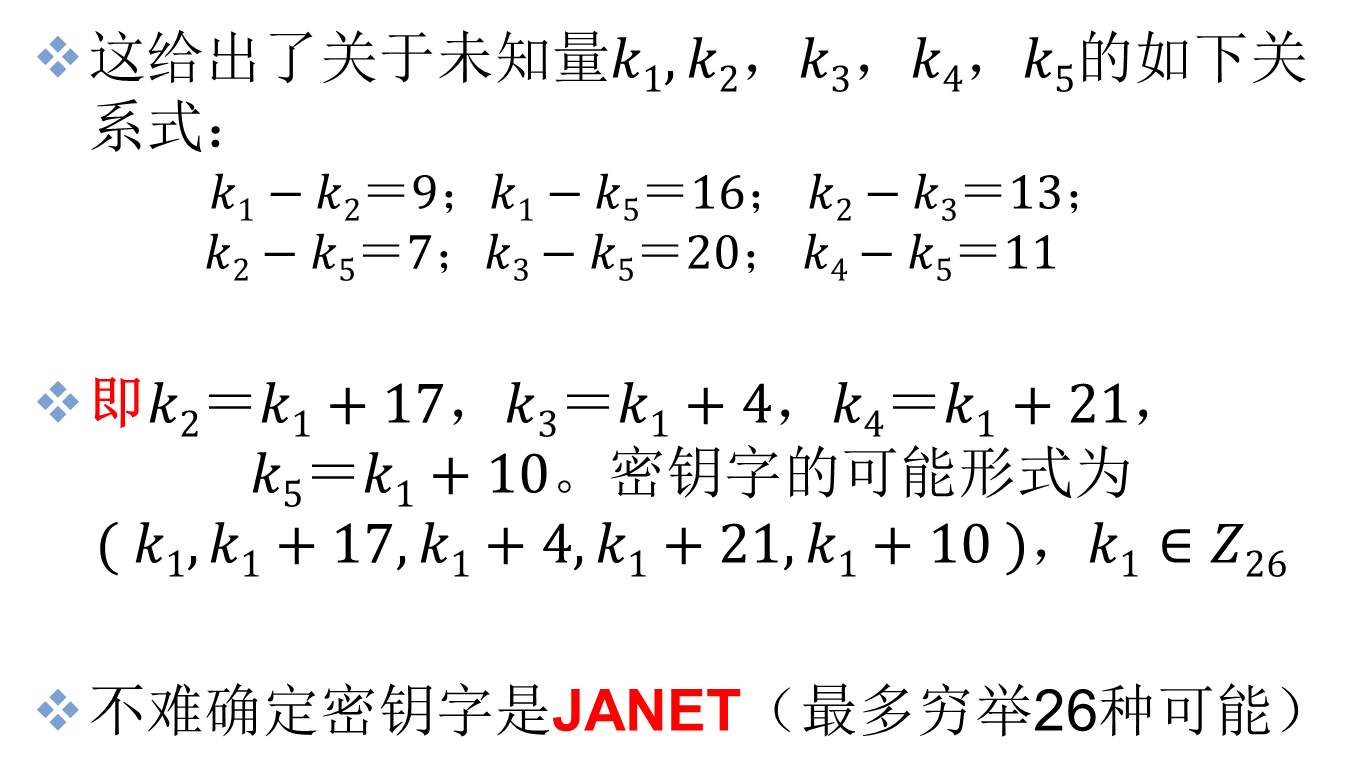 这给出了关于未知量k₁, k₂，k₃，k₄，k₅的如下关
系式：
k₁ − k₂＝9；k₁ − k₅＝16； k₂ − k₃＝13；
k₂ − k₅＝7；k₃ − k₅＝20； k₄ − k₅＝11
即k₂＝k₁ + 17，k₃＝k₁ + 4，k₄＝k₁ + 21，
k₅＝k₁ + 10。密钥字的可能形式为
( k₁, k₁ + 17, k₁ + 4, k₁ + 21, k₁ + 10 )，k₁ ∈ Z₂₆
不难确定密钥字是JANET（最多穷举26种可能）